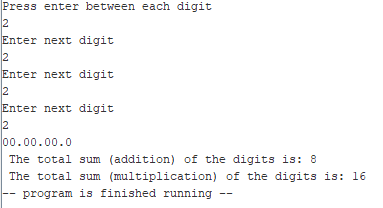 Press enter between each digit
2
Enter next digit
2
Enter next digit
2
Enter next digit
2
00.00.00.0
 The total sum (addition) of the digits is: 8
 The total sum (multiplication) of the digits is: 16
-- program is finished running --